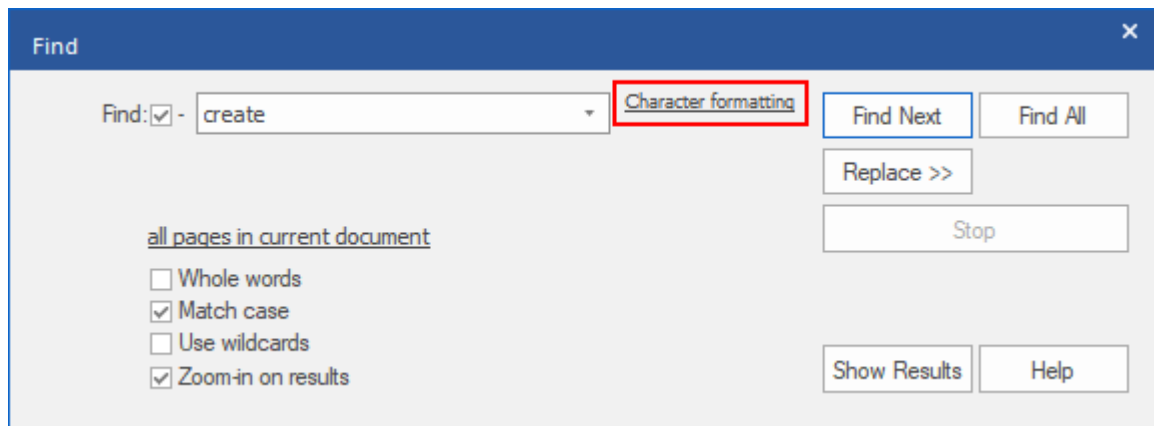 Find
Find: - create Character formatting Find Next Find All
Replace >>
Stop
all pages in current document
Whole words
Match case
Use wildcards
Zoom-in on results
Show Results Help